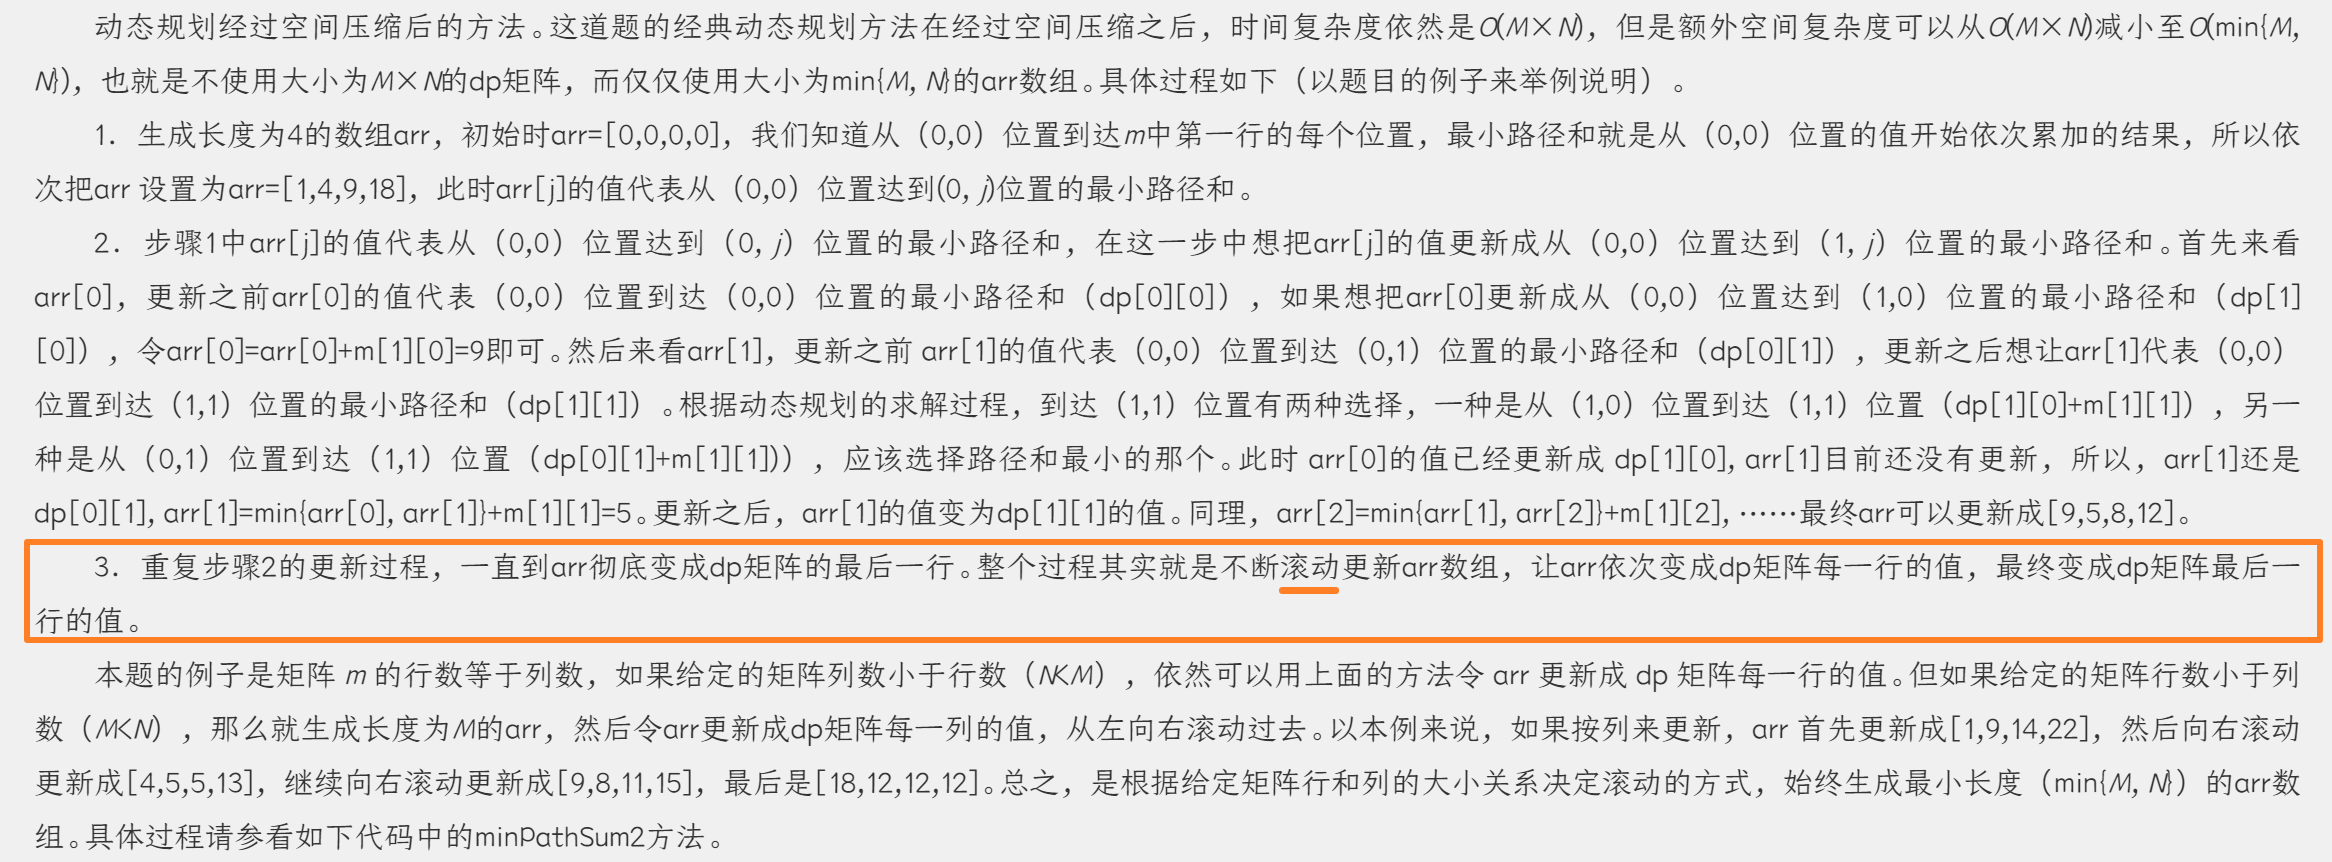 动态规划经过空间压缩后的方法。这道题的经典动态规划方法在经过空间压缩之后，时间复杂度依然是O(M×N)，但是额外空间复杂度可以从O(M×N)减小至O(min{M,
N})，也就是不使用大小为M×N的dp矩阵，而仅仅使用大小为min{M, N}的arr数组。具体过程如下（以题目的例子来举例说明）。
1．生成长度为4的数组arr，初始时arr=[0,0,0,0]，我们知道从（0,0）位置到达m中第一行的每个位置，最小路径和就是从（0,0）位置的值开始依次累加的结果，所以依
次把arr 设置为arr=[1,4,9,18]，此时arr[j]的值代表从（0,0）位置达到(0, j)位置的最小路径和。
2．步骤1中arr[j]的值代表从（0,0）位置达到（0, j）位置的最小路径和，在这一步中想把arr[j]的值更新成从（0,0）位置达到（1, j）位置的最小路径和。首先来看
arr[0]，更新之前arr[0]的值代表（0,0）位置到达（0,0）位置的最小路径和（dp[0][0]），如果想把arr[0]更新成从（0,0）位置达到（1,0）位置的最小路径和（dp[1]
[0]），令arr[0]=arr[0]+m[1][0]=9即可。然后来看arr[1]，更新之前 arr[1]的值代表（0,0）位置到达（0,1）位置的最小路径和（dp[0][1]），更新之后想让arr[1]代表（0,0）
位置到达（1,1）位置的最小路径和（dp[1][1]）。根据动态规划的求解过程，到达（1,1）位置有两种选择，一种是从（1,0）位置到达（1,1）位置（dp[1][0]+m[1][1]），另一
种是从（0,1）位置到达（1,1）位置（dp[0][1]+m[1][1])），应该选择路径和最小的那个。此时 arr[0]的值已经更新成 dp[1][0], arr[1]目前还没有更新，所以，arr[1]还是
dp[0][1], arr[1]=min{arr[0], arr[1]}+m[1][1]=5。更新之后，arr[1]的值变为dp[1][1]的值。同理，arr[2]=min{arr[1], arr[2]}+m[1][2], ……最终arr可以更新成[9,5,8,12]。
3．重复步骤2的更新过程，一直到arr彻底变成dp矩阵的最后一行。整个过程其实就是不断滚动更新arr数组，让arr依次变成dp矩阵每一行的值，最终变成dp矩阵最后一
行的值。
本题的例子是矩阵 m 的行数等于列数，如果给定的矩阵列数小于行数（N<M），依然可以用上面的方法令 arr 更新成 dp 矩阵每一行的值。但如果给定的矩阵行数小于列
数（M<N），那么就生成长度为M的arr，然后令arr更新成dp矩阵每一列的值，从左向右滚动过去。以本例来说，如果按列来更新，arr 首先更新成[1,9,14,22]，然后向右滚动
更新成[4,5,5,13]，继续向右滚动更新成[9,8,11,15]，最后是[18,12,12,12]。总之，是根据给定矩阵行和列的大小关系决定滚动的方式，始终生成最小长度（min{M, N}）的arr数
组。具体过程请参看如下代码中的minPathSum2方法。